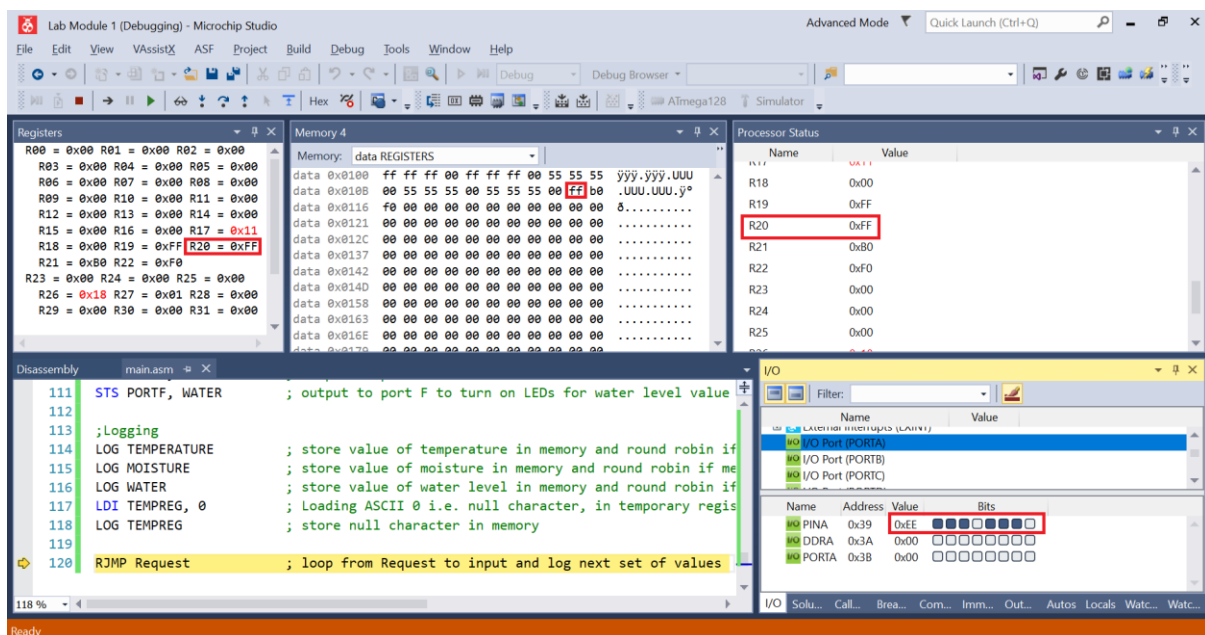 Lab Module 1 (Debugging) - Microchip Studio
Advanced Mode
Quick Launch (Ctrl+Q)
File Edit View VAssistX ASF Project Build Debug Tools Window Help
Debug
Debug Browser
Hex
ATmega128
Simulator
Registers
R00 = 0x00 R01 = 0x00 R02 = 0x00
R03 = 0x00 R04 = 0x00 R05 = 0x00
R06 = 0x00 R07 = 0x00 R08 = 0x00
R09 = 0x00 R10 = 0x00 R11 = 0x00
R12 = 0x00 R13 = 0x00 R14 = 0x00
R15 = 0x00 R16 = 0x00 R17 = 0x11
R18 = 0x00 R19 = 0xFF R20 = 0xFF
R21 = 0xB0 R22 = 0xF0
R23 = 0x00 R24 = 0x00 R25 = 0x00
R26 = 0x18 R27 = 0x01 R28 = 0x00
R29 = 0x00 R30 = 0x00 R31 = 0x00
Memory 4
Memory: data REGISTERS
data 0x0100 ff ff ff 00 ff ff ff 00 55 55 55 ÿÿÿ.ÿÿÿ.UUU
data 0x010B 00 55 55 55 00 55 55 55 00 ff b0 .UUU.UUU.ÿ°
data 0x0116 f0 00 00 00 00 00 00 00 00 00 00 ð..........
data 0x0121 00 00 00 00 00 00 00 00 00 00 00 ...........
data 0x012C 00 00 00 00 00 00 00 00 00 00 00 ...........
data 0x0137 00 00 00 00 00 00 00 00 00 00 00 ...........
data 0x0142 00 00 00 00 00 00 00 00 00 00 00 ...........
data 0x014D 00 00 00 00 00 00 00 00 00 00 00 ...........
data 0x0158 00 00 00 00 00 00 00 00 00 00 00 ...........
data 0x0163 00 00 00 00 00 00 00 00 00 00 00 ...........
data 0x016E 00 00 00 00 00 00 00 00 00 00 00 ...........
Processor Status
Name Value
R18 0x00
R19 0xFF
R20 0xFF
R21 0xB0
R22 0xF0
R23 0x00
R24 0x00
R25 0x00
Disassembly
main.asm
111 STS PORTF, WATER ; output to port F to turn on LEDs for water level value
112
113 ;Logging
114 LOG TEMPERATURE ; store value of temperature in memory and round robin if
115 LOG MOISTURE ; store value of moisture in memory and round robin if me
116 LOG WATER ; store value of water level in memory and round robin if
117 LDI TEMPREG, 0 ; Loading ASCII 0 i.e. null character, in temporary regis
118 LOG TEMPREG ; store null character in memory
119
120 RJMP Request ; loop from Request to input and log next set of values
118 %
I/O
Filter:
Name Value
External Interrupts (EXINT)
I/O I/O Port (PORTA)
I/O I/O Port (PORTB)
I/O I/O Port (PORTC)
Name Address Value Bits
I/O PINA 0x39 0xEE
I/O DDRA 0x3A 0x00
I/O PORTA 0x3B 0x00
I/O Solu... Call... Brea... Com... Imm... Out... Autos Locals Watc... Watc...
Ready